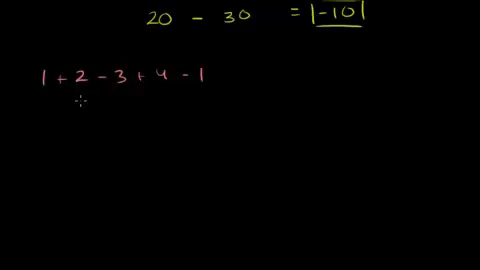 20 - 30 = |-10|
1 + 2 - 3 + 4 - 1